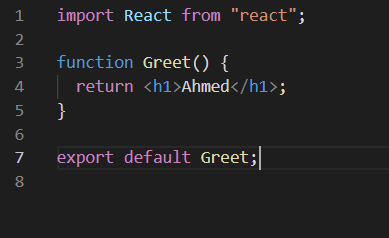 1 import React from "react";
2
3 function Greet() {
4   return <h1>Ahmed</h1>;
5 }
6
7 export default Greet;
8